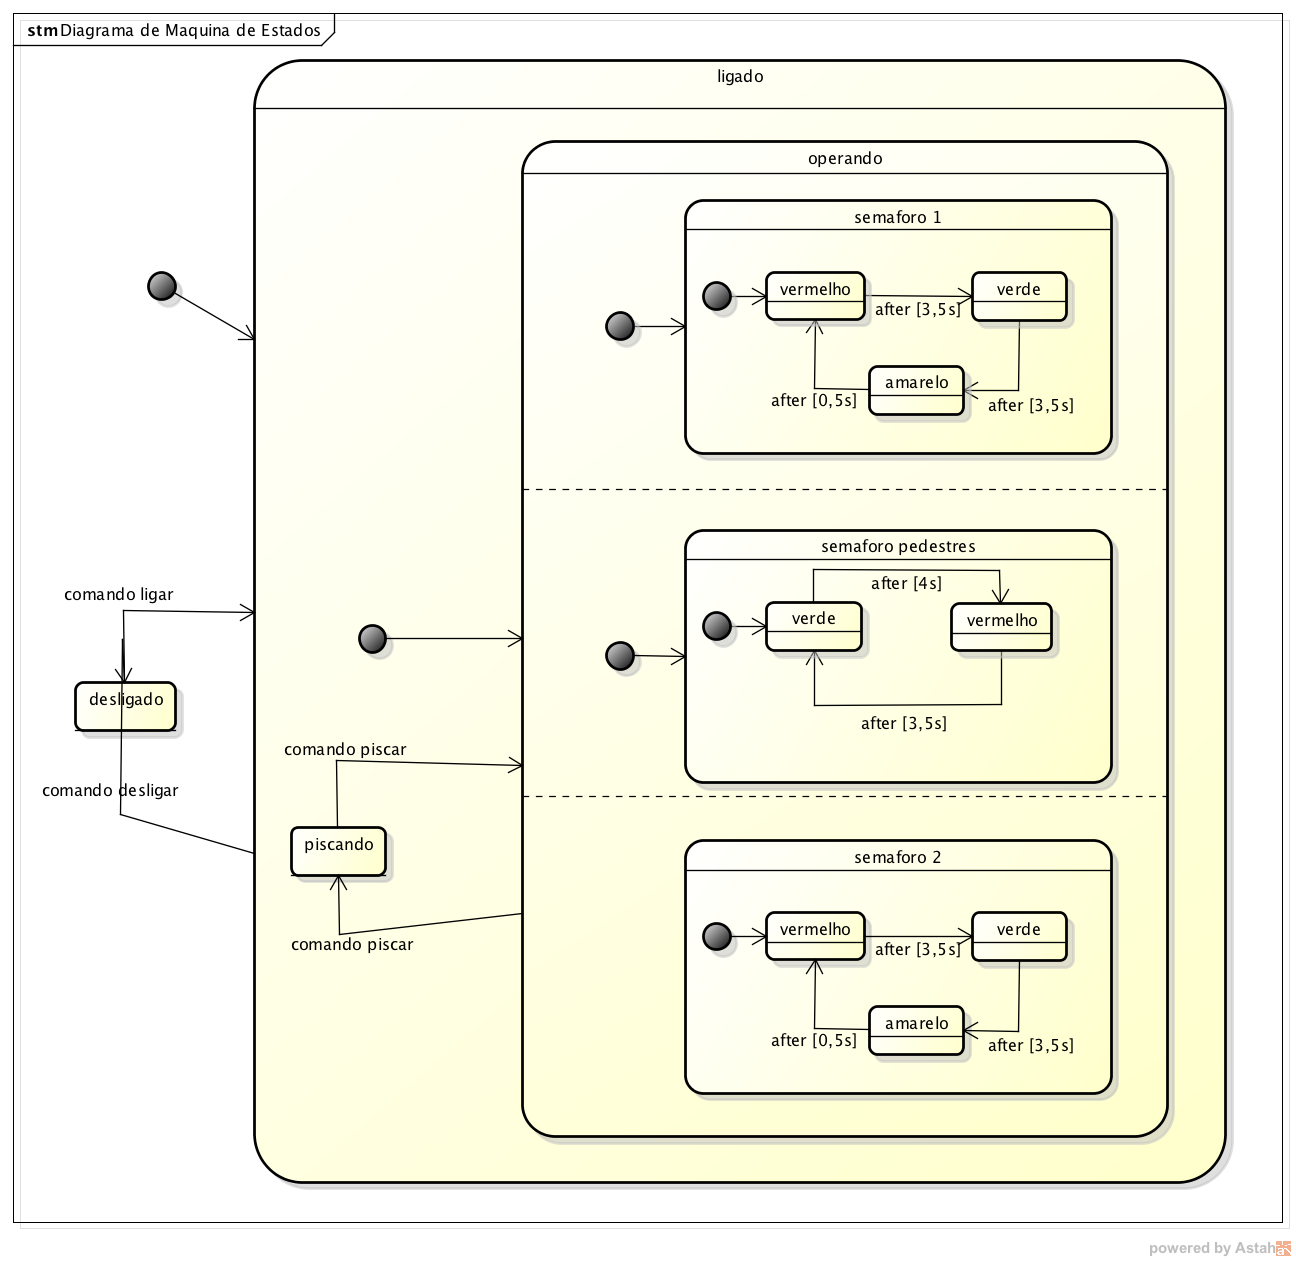 stm Diagrama de Maquina de Estados
ligado
operando
semaforo 1
vermelho
verde
after [3,5s]
amarelo
after [0,5s]
after [3,5s]
semaforo pedestres
after [4s]
verde
vermelho
after [3,5s]
comando ligar
desligado
comando desligar
comando piscar
piscando
comando piscar
semaforo 2
vermelho
verde
after [3,5s]
amarelo
after [0,5s]
after [3,5s]
powered by Astah